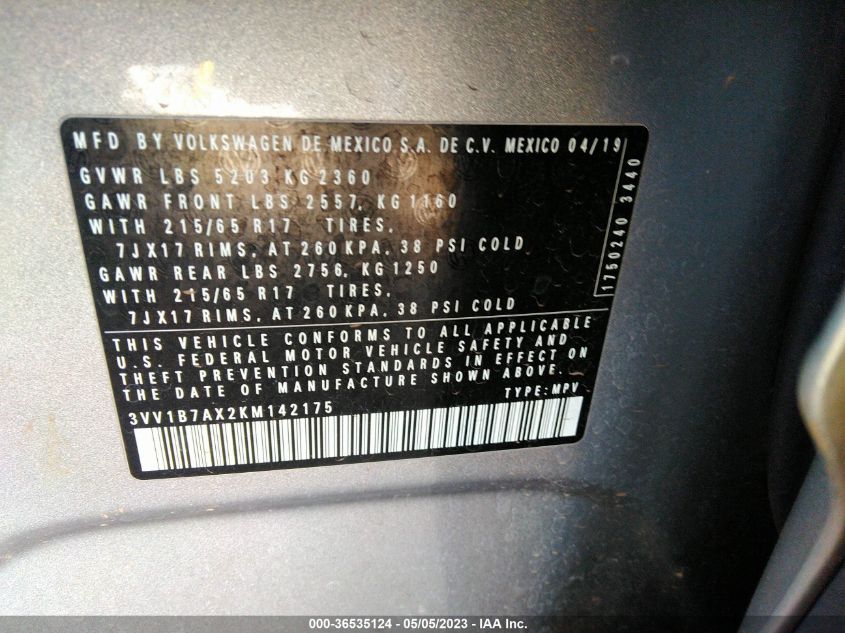 MFD BY VOLKSWAGEN DE MEXICO S.A. DE C.V. MEXICO 04/19
GVWR LBS 5203 KG 2360
GAWR FRONT LBS 2557, KG 1160
WITH 215/65 R17 TIRES,
7JX17 RIMS, AT 260 KPA, 38 PSI COLD
GAWR REAR LBS 2756, KG 1250
WITH 215/65 R17 TIRES,
7JX17 RIMS, AT 260 KPA, 38 PSI COLD
1750240 3440
THIS VEHICLE CONFORMS TO ALL APPLICABLE
U.S. FEDERAL MOTOR VEHICLE SAFETY AND
THEFT PREVENTION STANDARDS IN EFFECT ON
THE DATE OF MANUFACTURE SHOWN ABOVE.
TYPE: MPV
3VV1B7AX2KM142175
000-36535124 - 05/05/2023 - IAA Inc.